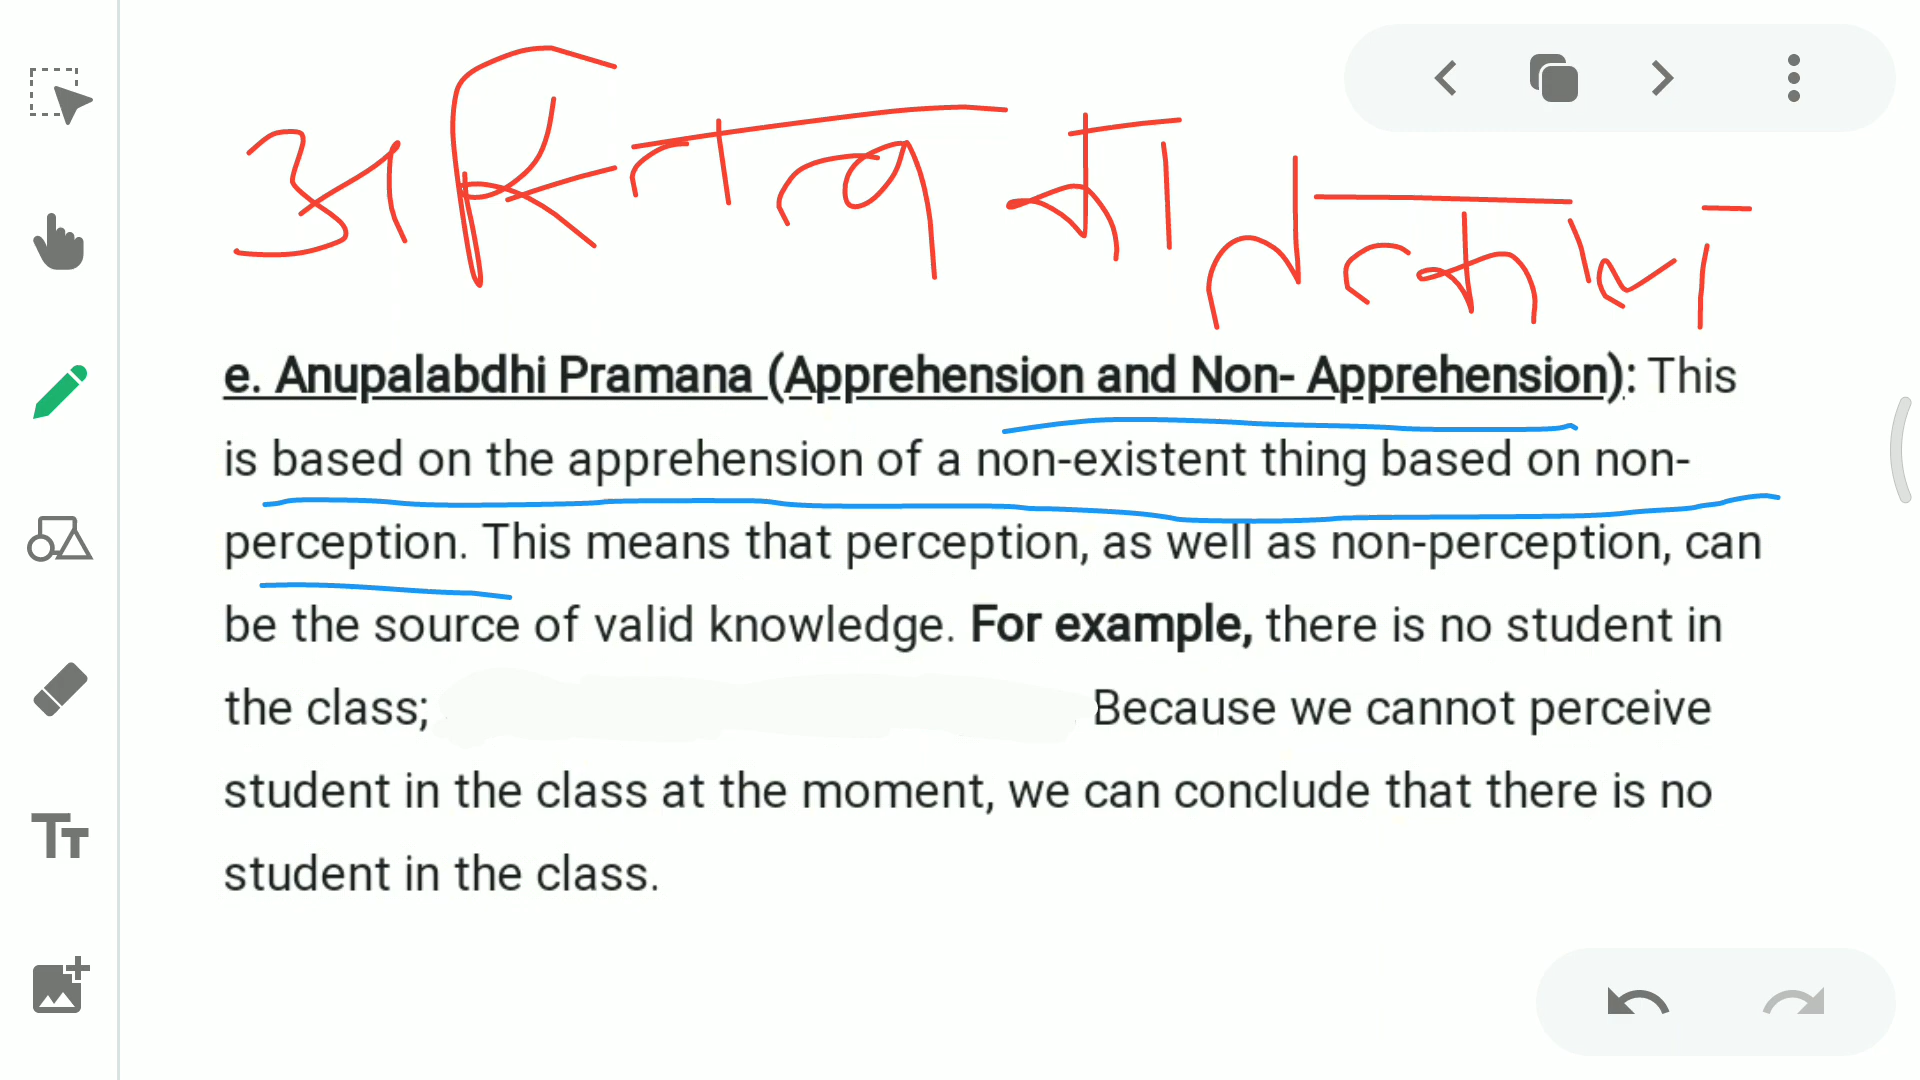 अस्तित्व मा
e. Anupalabdhi Pramana (Apprehension and Non- Apprehension): This
is based on the apprehension of a non-existent thing based on non-
perception. This means that perception, as well as non-perception, can
be the source of valid knowledge. For example, there is no student in
the class; Because we cannot perceive
student in the class at the moment, we can conclude that there is no
student in the class.
TT